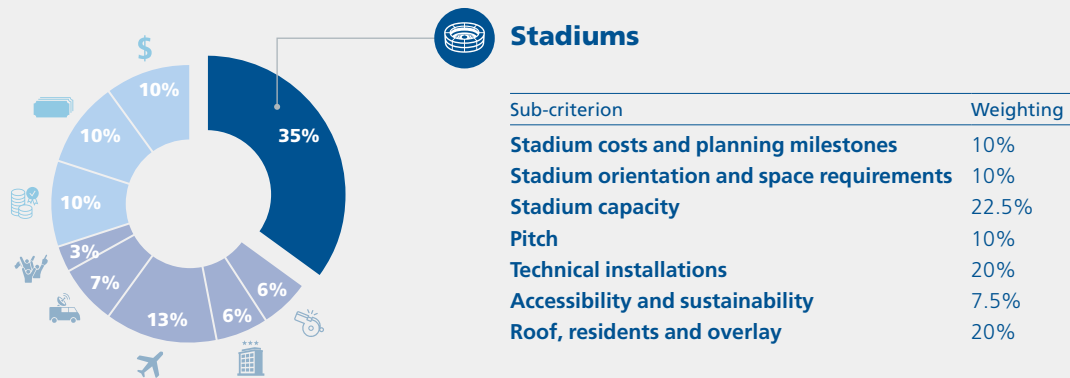 $
Stadiums
10%
35%
10%
10%
3%
7%
13%
6%
6%
Sub-criterion Weighting
Stadium costs and planning milestones 10%
Stadium orientation and space requirements 10%
Stadium capacity 22.5%
Pitch 10%
Technical installations 20%
Accessibility and sustainability 7.5%
Roof, residents and overlay 20%